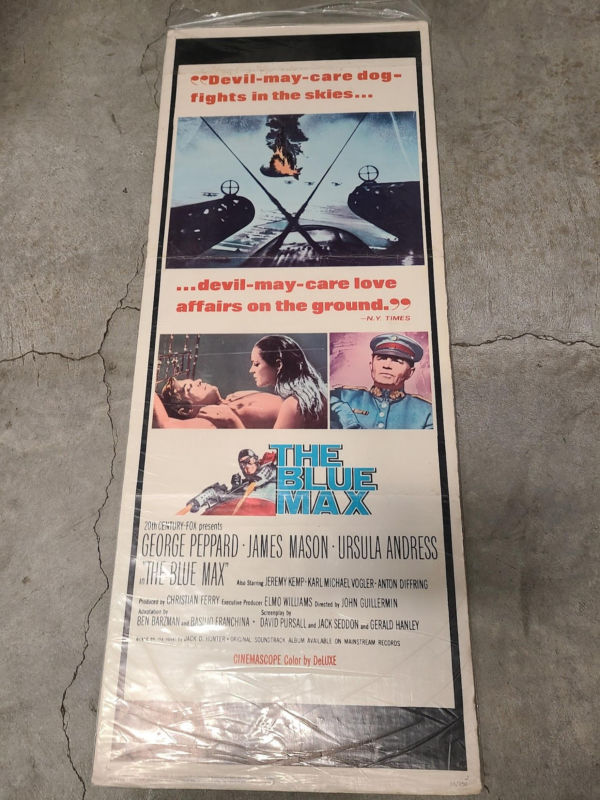 “Devil-may-care dog-
fights in the skies...
...devil-may-care love
affairs on the ground.”
—N.Y. TIMES
THE
BLUE
MAX
20th CENTURY-FOX presents
GEORGE PEPPARD · JAMES MASON · URSULA ANDRESS
in "THE BLUE MAX" Also Starring JEREMY KEMP · KARL MICHAEL VOGLER · ANTON DIFFRING
Produced by CHRISTIAN FERRY Executive Producer ELMO WILLIAMS Directed by JOHN GUILLERMIN
Adaptation by Screenplay by
BEN BARZMAN and BASILIO FRANCHINA · DAVID PURSALL and JACK SEDDON and GERALD HANLEY
by JACK D. HUNTER · ORIGINAL SOUNDTRACK ALBUM AVAILABLE ON MAINSTREAM RECORDS
CINEMASCOPE Color by DeLUXE